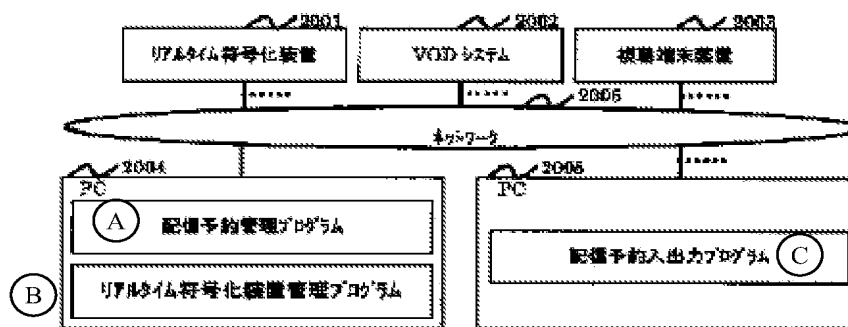 2001
2002
2003
リアルタイム符号化装置
VODシステム
視聴端末装置
2006
ネットワーク
2004
2005
PC
PC
A
配信予約管理プログラム
配信予約入出力プログラム
C
B
リアルタイム符号化装置管理プログラム